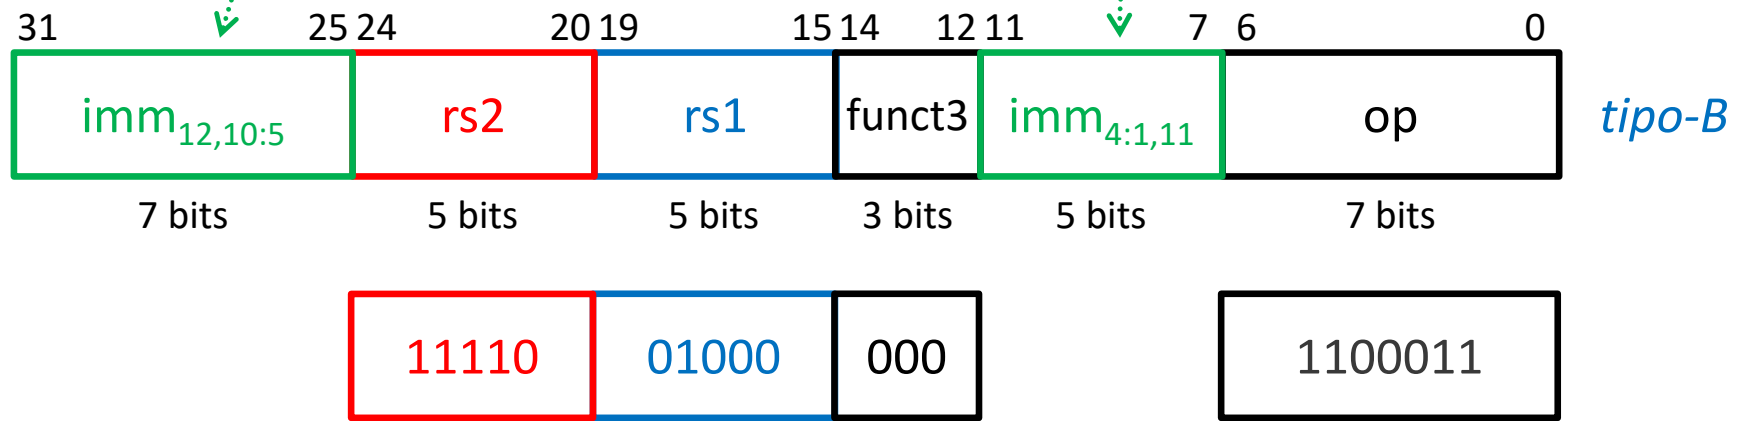 31 25 24 20 19 15 14 12 11 7 6 0
imm12,10:5 rs2 rs1 funct3 imm4:1,11 op tipo-B
7 bits 5 bits 5 bits 3 bits 5 bits 7 bits
11110 01000 000 1100011